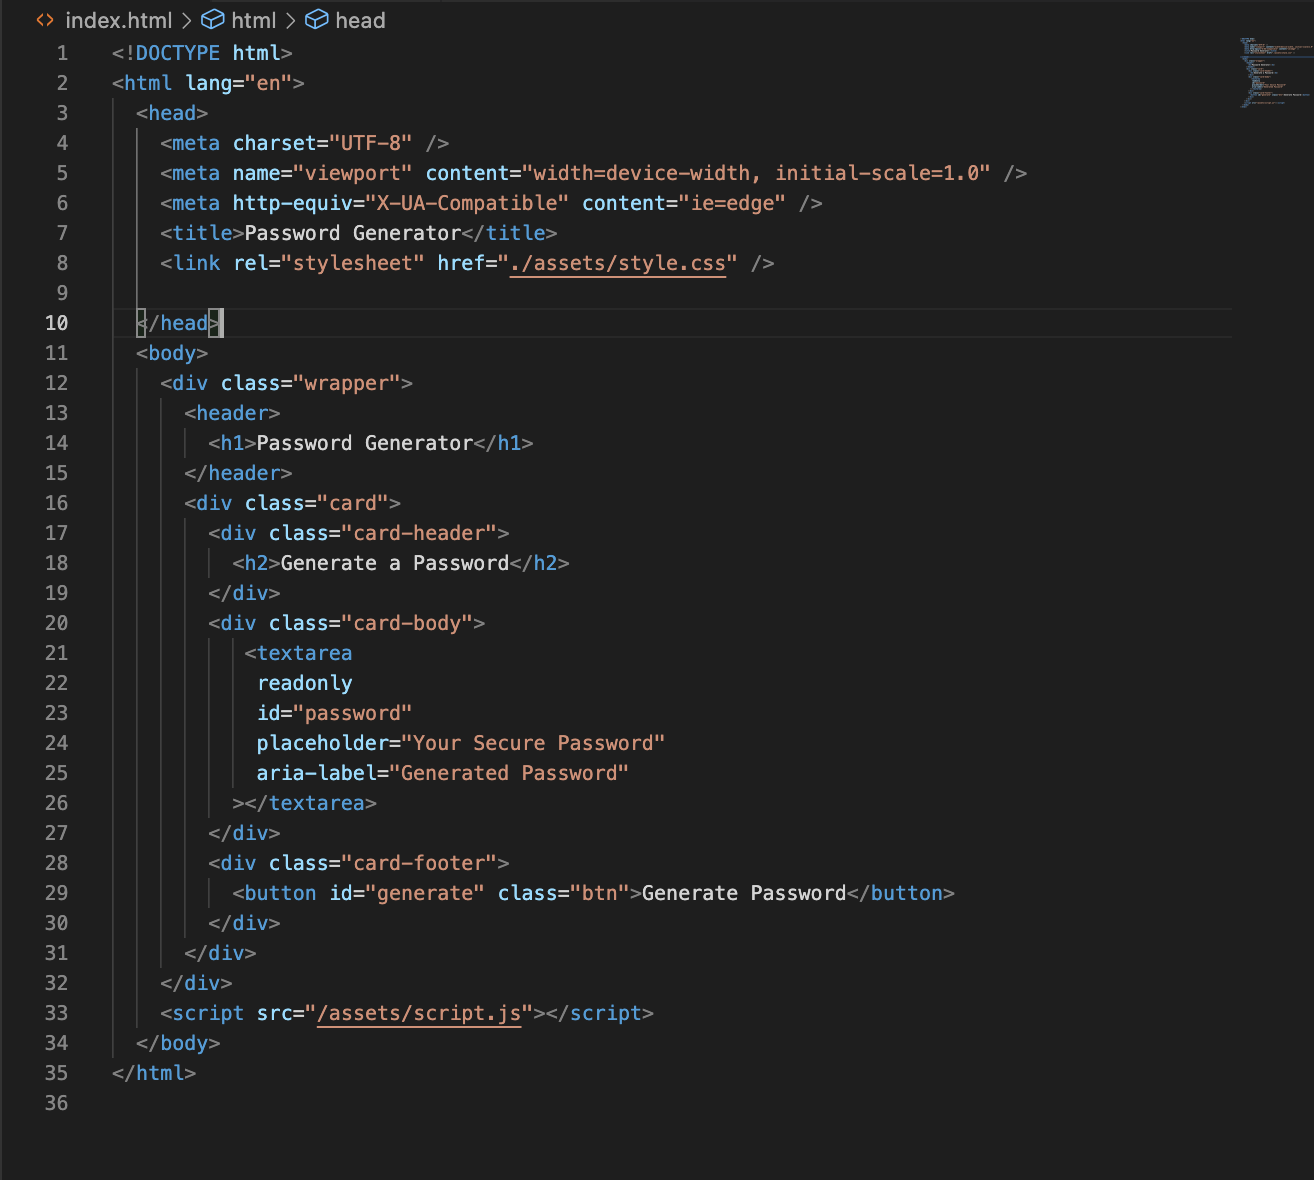 index.html > html > head
1 <!DOCTYPE html>
2 <html lang="en">
3   <head>
4     <meta charset="UTF-8" />
5     <meta name="viewport" content="width=device-width, initial-scale=1.0" />
6     <meta http-equiv="X-UA-Compatible" content="ie=edge" />
7     <title>Password Generator</title>
8     <link rel="stylesheet" href="./assets/style.css" />
9
10   </head>
11   <body>
12     <div class="wrapper">
13       <header>
14         <h1>Password Generator</h1>
15       </header>
16       <div class="card">
17         <div class="card-header">
18           <h2>Generate a Password</h2>
19         </div>
20         <div class="card-body">
21            <textarea
22             readonly
23             id="password"
24             placeholder="Your Secure Password"
25             aria-label="Generated Password"
26           ></textarea>
27         </div>
28         <div class="card-footer">
29           <button id="generate" class="btn">Generate Password</button>
30         </div>
31       </div>
32     </div>
33     <script src="/assets/script.js"></script>
34   </body>
35 </html>
36